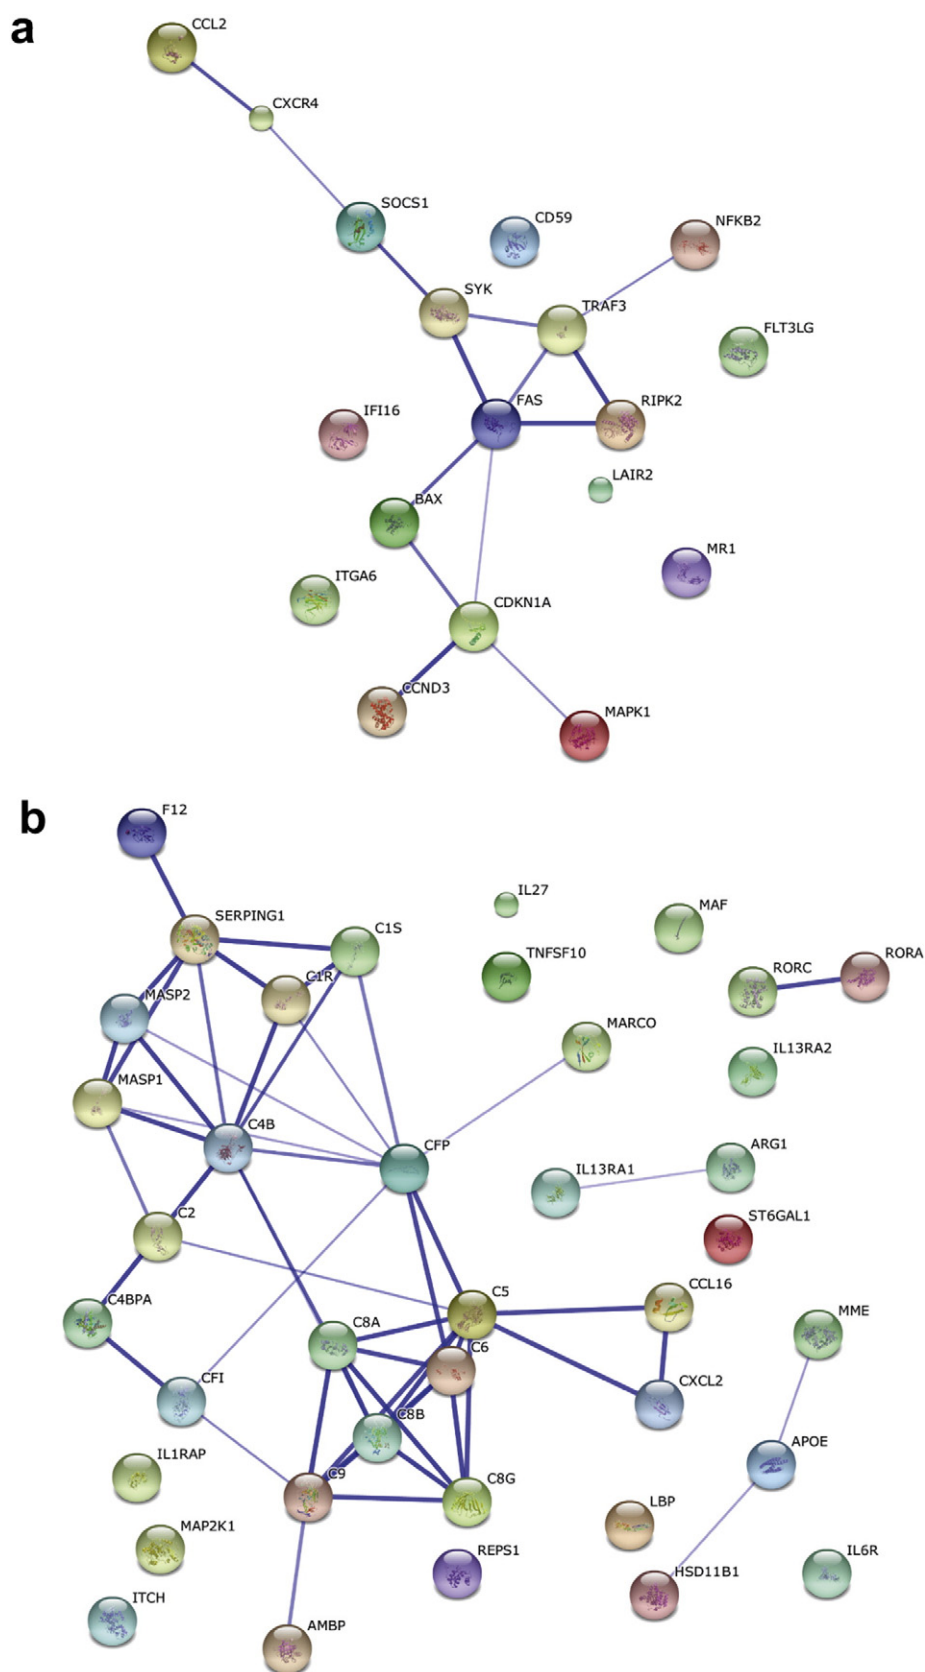 a
CCL2
CXCR4
SOCS1
CD59
NFKB2
SYK
TRAF3
FLT3LG
FAS
RIPK2
IFI16
LAIR2
BAX
MR1
ITGA6
CDKN1A
CCND3
MAPK1
b
F12
IL27
MAF
SERPING1
C1S
TNFSF10
RORC
RORA
C1R
MASP2
MARCO
IL13RA2
MASP1
C4B
CFP
ARG1
IL13RA1
C2
ST6GAL1
C5
CCL16
C4BPA
C8A
MME
C6
CFI
CXCL2
C8B
APOE
IL1RAP
C9
C8G
LBP
MAP2K1
REPS1
HSD11B1
IL6R
ITCH
AMBP